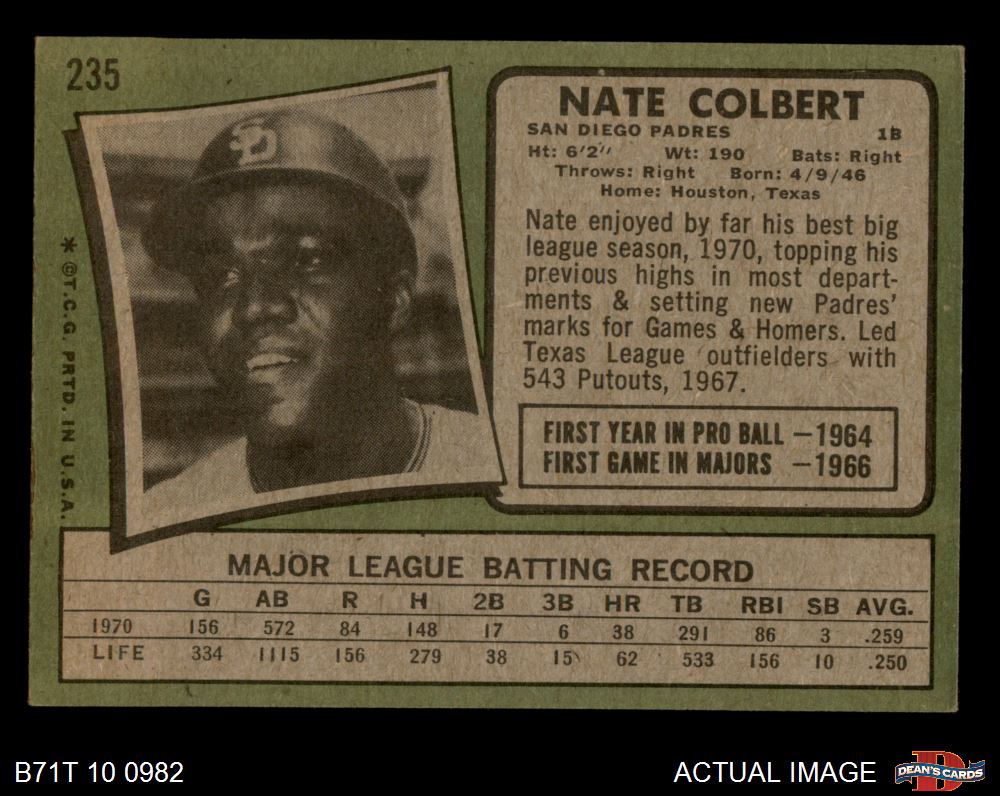 235
SD
* ©T.C.G. PRTD. IN U.S.A.
NATE COLBERT
SAN DIEGO PADRES 1B
Ht: 6'2" Wt: 190 Bats: Right
Throws: Right Born: 4/9/46
Home: Houston, Texas
Nate enjoyed by far his best big
league season, 1970, topping his
previous highs in most depart-
ments & setting new Padres'
marks for Games & Homers. Led
Texas League outfielders with
543 Putouts, 1967.
FIRST YEAR IN PRO BALL —1964
FIRST GAME IN MAJORS —1966
MAJOR LEAGUE BATTING RECORD
G AB R H 2B 3B HR TB RBI SB AVG.
1970 156 572 84 148 17 6 38 291 86 3 .259
LIFE 334 1115 156 279 38 15 62 533 156 10 .250
B71T 10 0982
ACTUAL IMAGE
D
DEAN'S CARDS